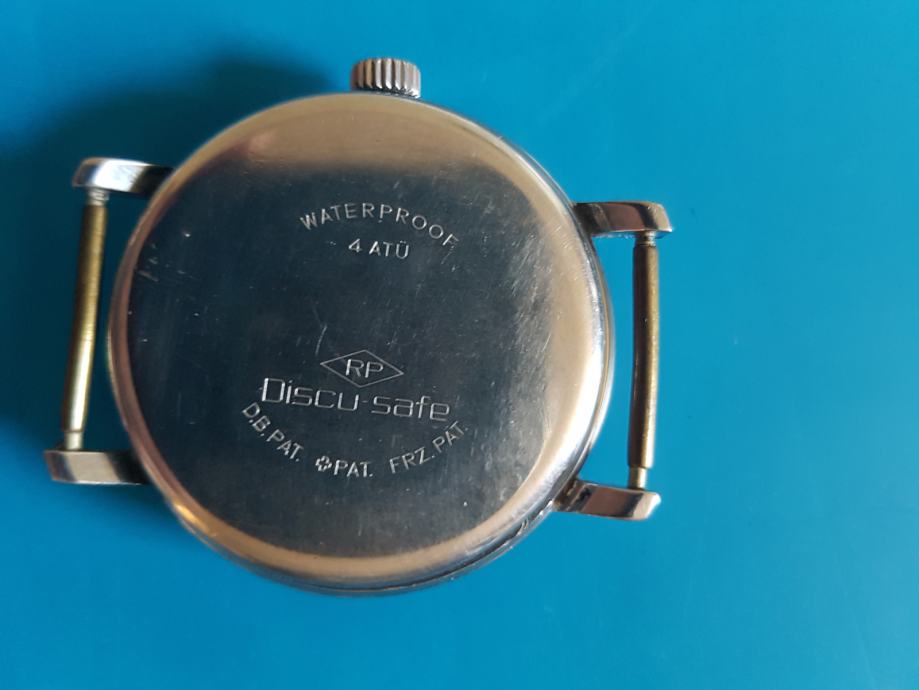 WATERPROOF
4 ATÜ
RP
Discu-safe
D.B.PAT. ✚PAT. FRZ.PAT.